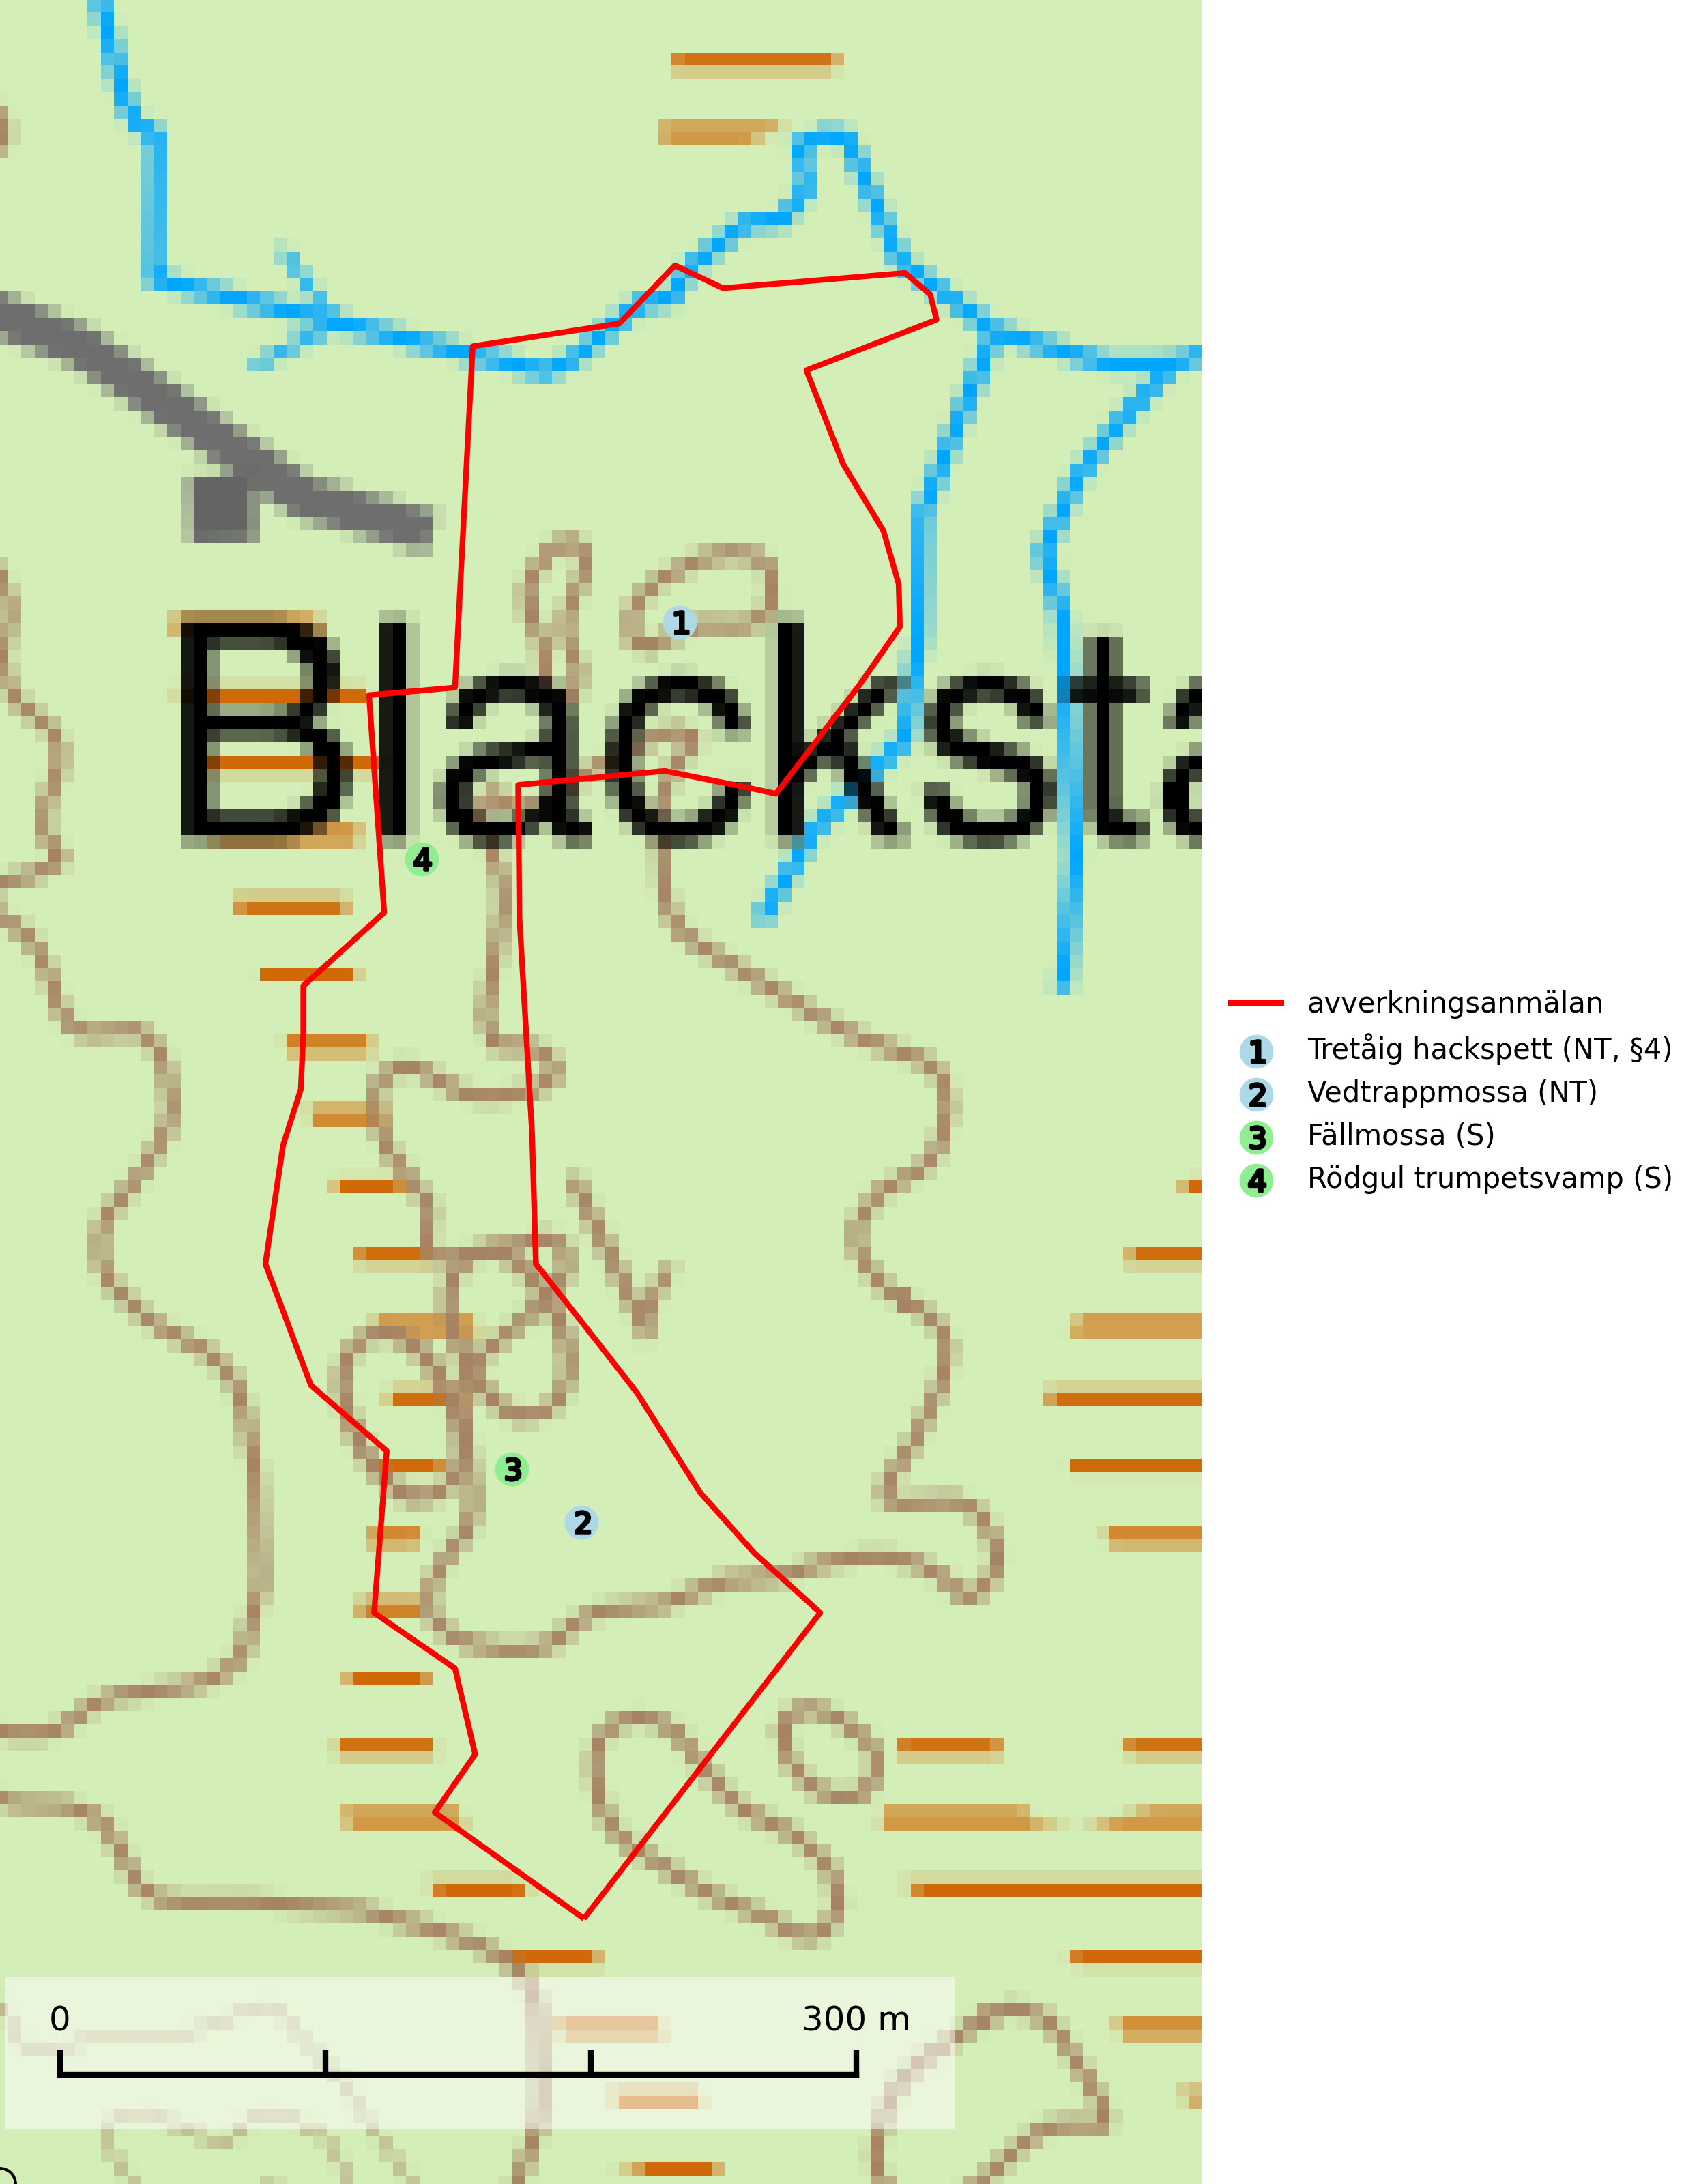 Blacksta
avverkningsanmälan
1 Tretåig hackspett (NT, §4)
2 Vedtrappmossa (NT)
3 Fällmossa (S)
4 Rödgul trumpetsvamp (S)
1
4
3
2
0 300 m